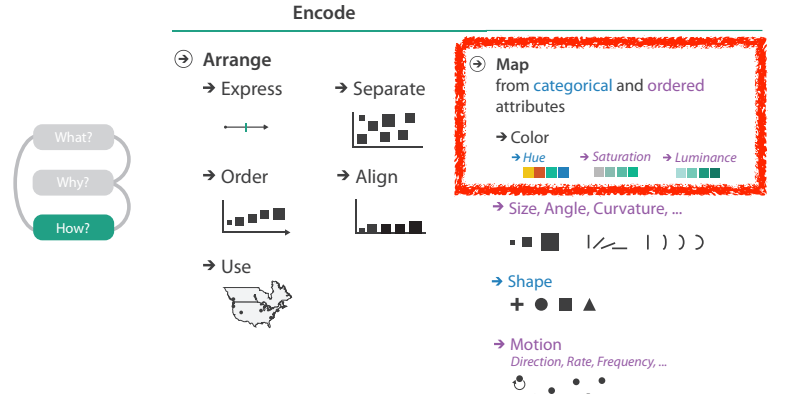 Encode
What?
Why?
How?
Arrange
Express
Separate
Order
Align
Use
Map
from categorical and ordered
attributes
Color
Hue
Saturation
Luminance
Size, Angle, Curvature, ...
Shape
Motion
Direction, Rate, Frequency, ...